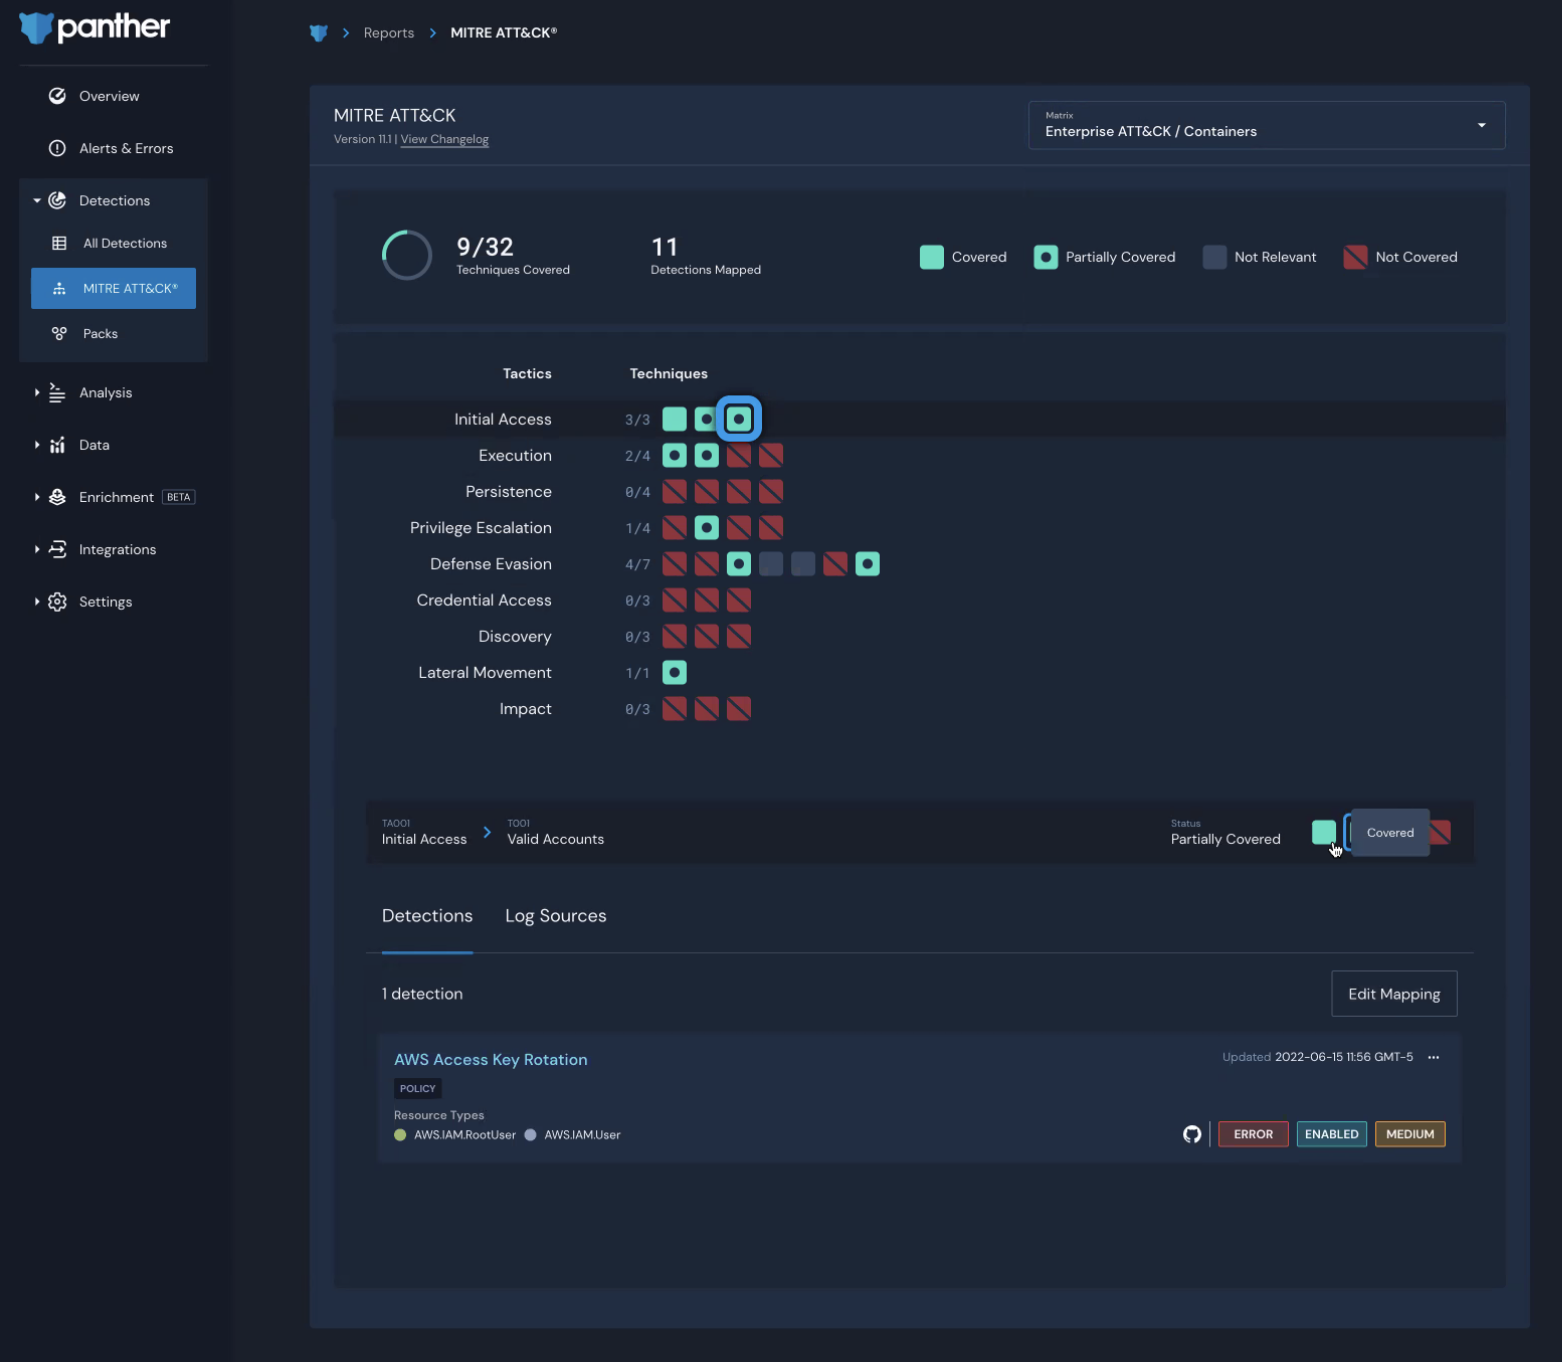 panther
Reports
MITRE ATT&CK®
Overview
Alerts & Errors
Detections
All Detections
MITRE ATT&CK®
Packs
Analysis
Data
Enrichment BETA
Integrations
Settings
MITRE ATT&CK
Version 11.1 | View Changelog
Matrix
Enterprise ATT&CK / Containers
9/32
Techniques Covered
11
Detections Mapped
Covered
Partially Covered
Not Relevant
Not Covered
Tactics Techniques
Initial Access 3/3
Execution 2/4
Persistence 0/4
Privilege Escalation 1/4
Defense Evasion 4/7
Credential Access 0/3
Discovery 0/3
Lateral Movement 1/1
Impact 0/3
TA001
Initial Access
T001
Valid Accounts
Status
Partially Covered
Covered
Detections Log Sources
1 detection
Edit Mapping
AWS Access Key Rotation
Updated 2022-06-15 11:56 GMT-5
POLICY
Resource Types
AWS.IAM.RootUser AWS.IAM.User
ERROR ENABLED MEDIUM